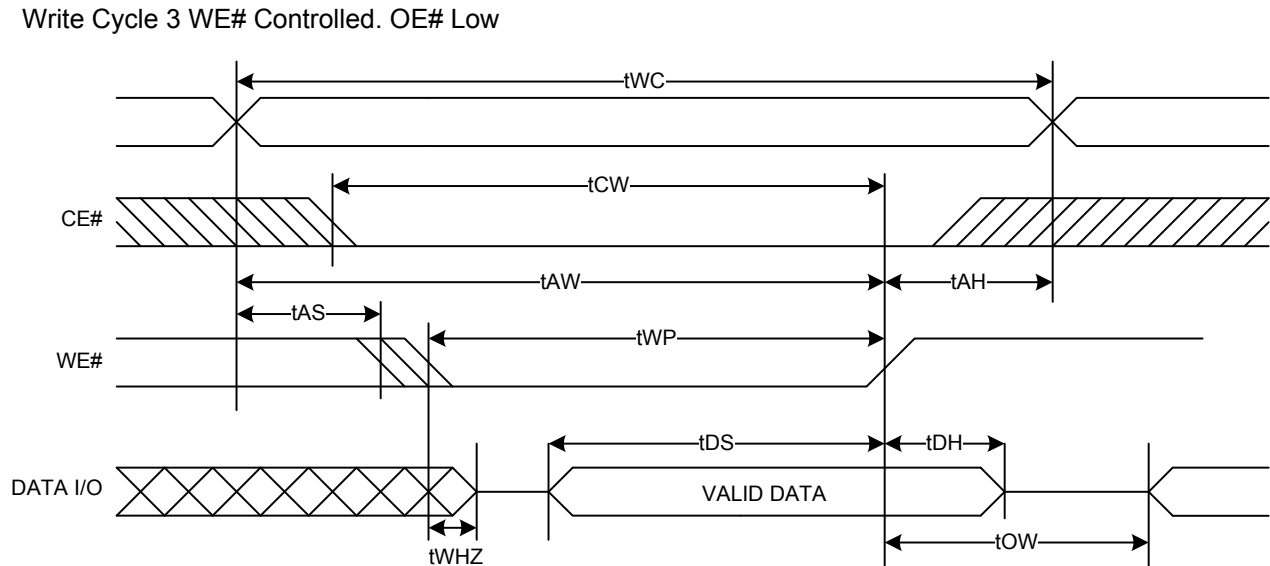 Write Cycle 3 WE# Controlled. OE# Low
tWC
tCW
CE#
tAW
tAH
tAS
tWP
WE#
tDS
tDH
DATA I/O
VALID DATA
tOW
tWHZ